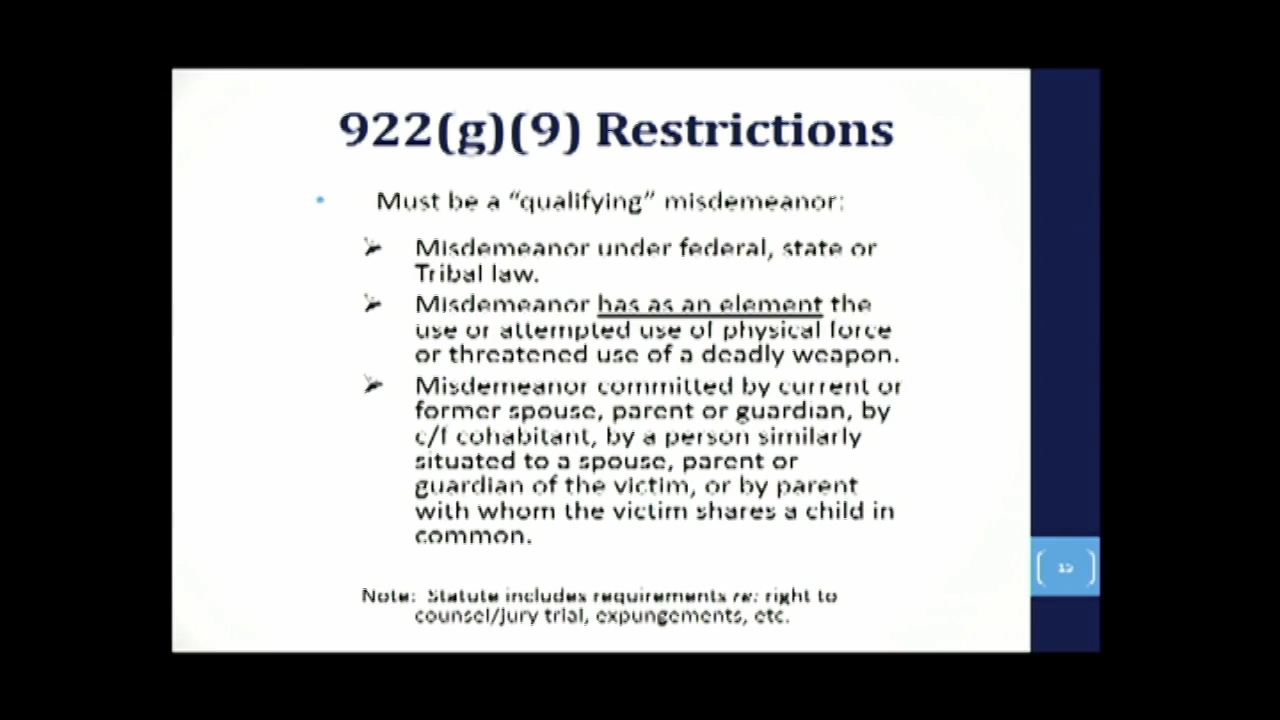 922(g)(9) Restrictions
• Must be a “qualifying” misdemeanor:
➢ Misdemeanor under federal, state or
Tribal law.
➢ Misdemeanor has as an element the
use or attempted use of physical force
or threatened use of a deadly weapon.
➢ Misdemeanor committed by current or
former spouse, parent or guardian, by
c/f cohabitant, by a person similarly
situated to a spouse, parent or
guardian of the victim, or by parent
with whom the victim shares a child in
common.
Note: Statute includes requirements re: right to
counsel/jury trial, expungements, etc.